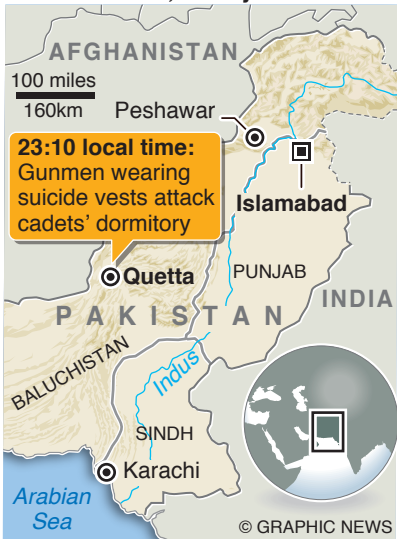 AFGHANISTAN
100 miles
160km
Peshawar
23:10 local time:
Gunmen wearing
suicide vests attack
cadets’ dormitory
Islamabad
Quetta
PUNJAB
INDIA
PAKISTAN
BALUCHISTAN
Indus
SINDH
Karachi
Arabian
Sea
© GRAPHIC NEWS